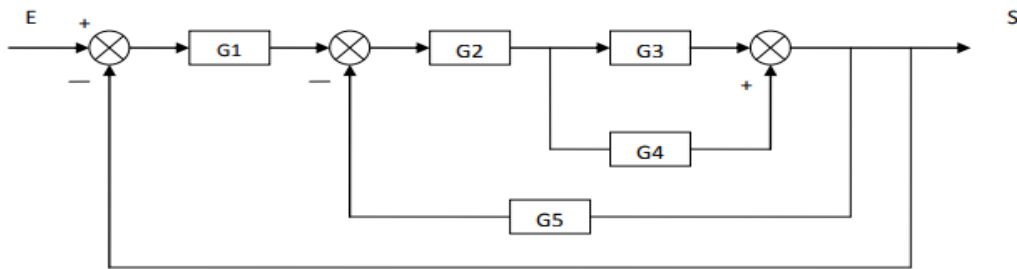 E S
+
G1 G2 G3
— —
+
G4
G5